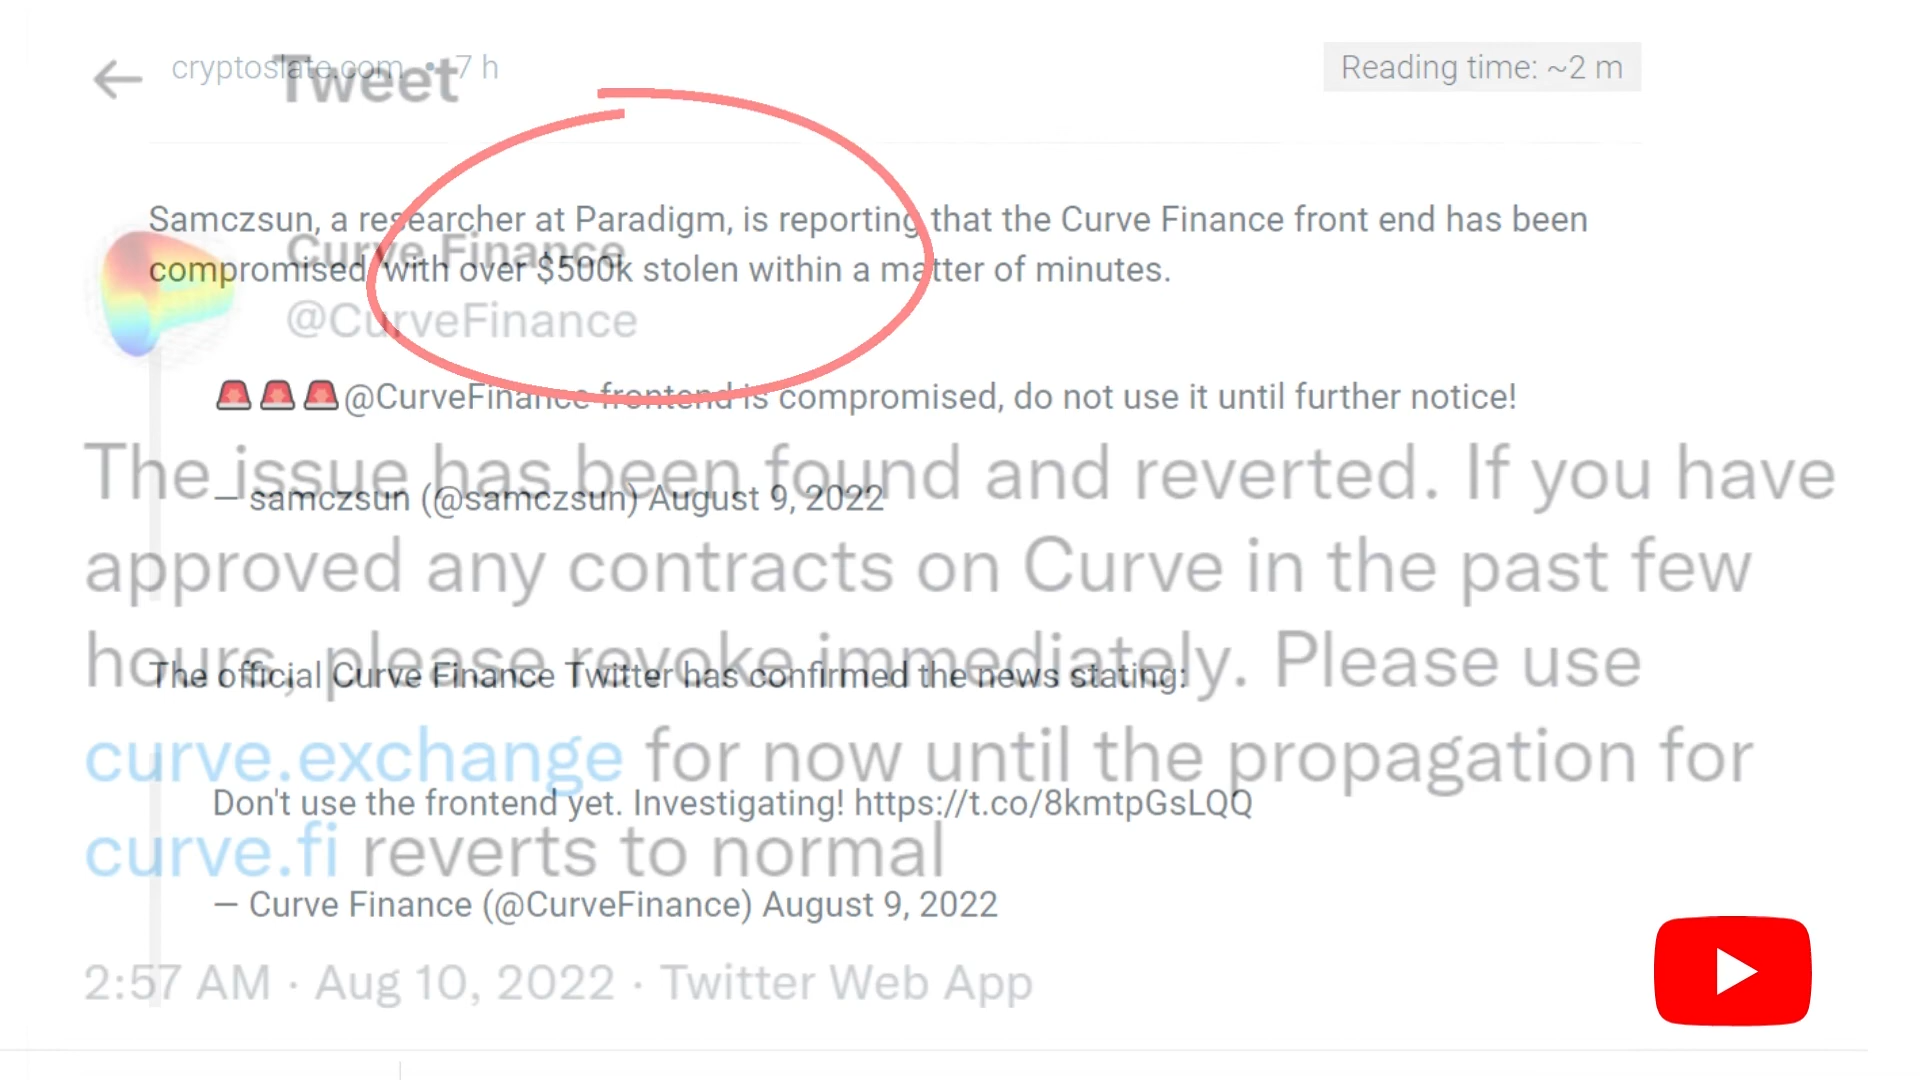 cryptoslate.com • 7 h
Reading time: ~2 m
Samczsun, a researcher at Paradigm, is reporting that the Curve Finance front end has been
compromised with over $500k stolen within a matter of minutes.
🚨🚨🚨@CurveFinance frontend is compromised, do not use it until further notice!
— samczsun (@samczsun) August 9, 2022
The official Curve Finance Twitter has confirmed the news stating:
Don't use the frontend yet. Investigating! https://t.co/8kmtpGsLQQ
— Curve Finance (@CurveFinance) August 9, 2022
Tweet
Curve Finance
@CurveFinance
The issue has been found and reverted. If you have
approved any contracts on Curve in the past few
hours, please revoke immediately. Please use
curve.exchange for now until the propagation for
curve.fi reverts to normal
2:57 AM · Aug 10, 2022 · Twitter Web App